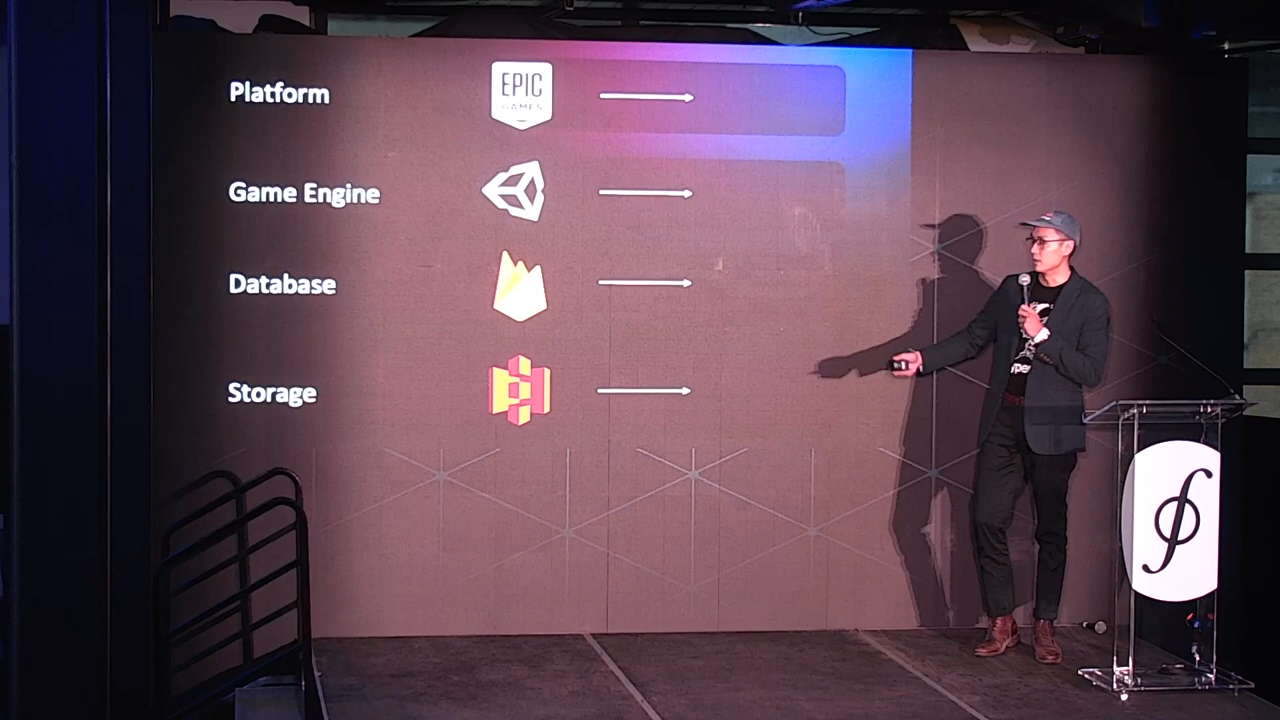 Platform
EPIC
GAMES
Game Engine
Database
Storage